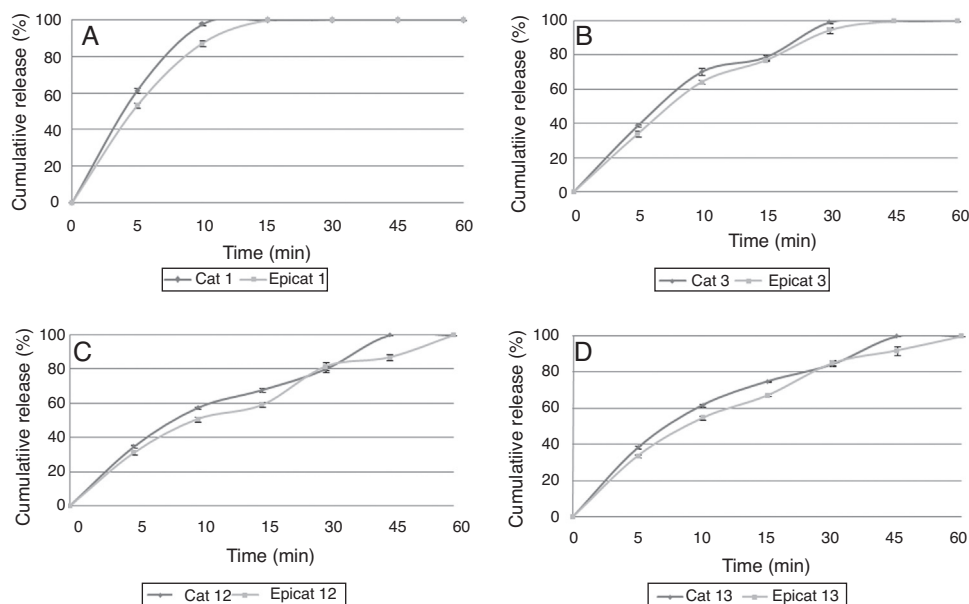 A
Cumulatiive release (%)
100
80
60
40
20
0
0 5 10 15 30 45 60
Time (min)
Cat 1 Epicat 1
B
Cumulative release (%)
100
80
60
40
20
0
0 5 10 15 30 45 60
Time (min)
Cat 3 Epicat 3
C
Cumulative release (%)
100
80
60
40
20
0
0 5 10 15 30 45 60
Time (min)
Cat 12 Epicat 12
D
Cumulative release (%)
100
80
60
40
20
0
0 5 10 15 30 45 60
Time (min)
Cat 13 Epicat 13